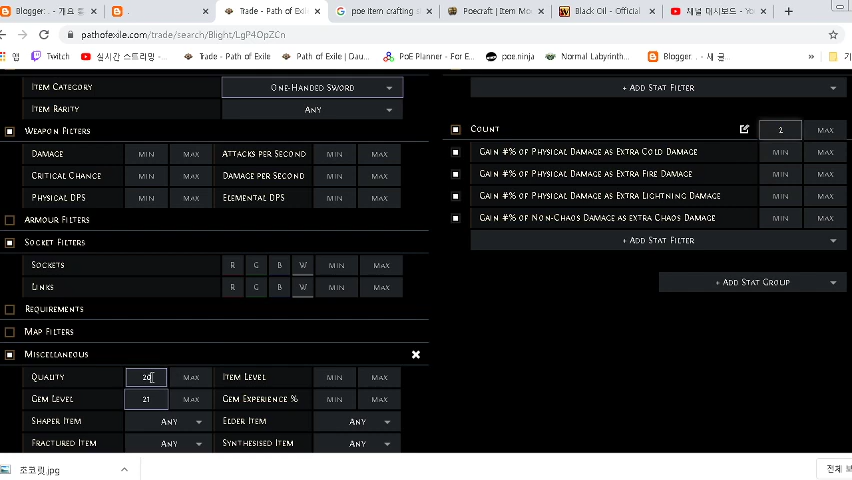 Blogger: . - 개요 통
.
Trade - Path of Exile
poe item crafting s
Poecraft | Item Mo
Black Oil - Official
채널 대시보드 - Yo
pathofexile.com/trade/search/Blight/LgP4OpZCn
앱
Twitch
실시간 스트리밍 -
Trade - Path of Exile
Path of Exile | Dau...
PoE Planner - For E...
poe.ninja
Normal Labyrinth...
Blogger: . - 새 글...
»
Item Category
One-Handed Sword
+ Add Stat Filter
Item Rarity
Any
Weapon Filters
Count
2
MAX
Damage
MIN
MAX
Attacks per Second
MIN
MAX
Gain #% of Physical Damage as Extra Cold Damage
MIN
MAX
Critical Chance
MIN
MAX
Damage per Second
MIN
MAX
Gain #% of Physical Damage as Extra Fire Damage
MIN
MAX
Physical DPS
MIN
MAX
Elemental DPS
MIN
MAX
Gain #% of Physical Damage as Extra Lightning Damage
MIN
MAX
Armour Filters
Gain #% of Non-Chaos Damage as extra Chaos Damage
MIN
MAX
Socket Filters
+ Add Stat Filter
Sockets
R
G
B
W
MIN
MAX
Links
R
G
B
W
MIN
MAX
+ Add Stat Group
Requirements
Map Filters
Miscellaneous
Quality
20
MAX
Item Level
MIN
MAX
Gem Level
21
MAX
Gem Experience %
MIN
MAX
Shaper Item
Any
Elder Item
Any
Fractured Item
Any
Synthesised Item
Any
조코릿.jpg
전체 보